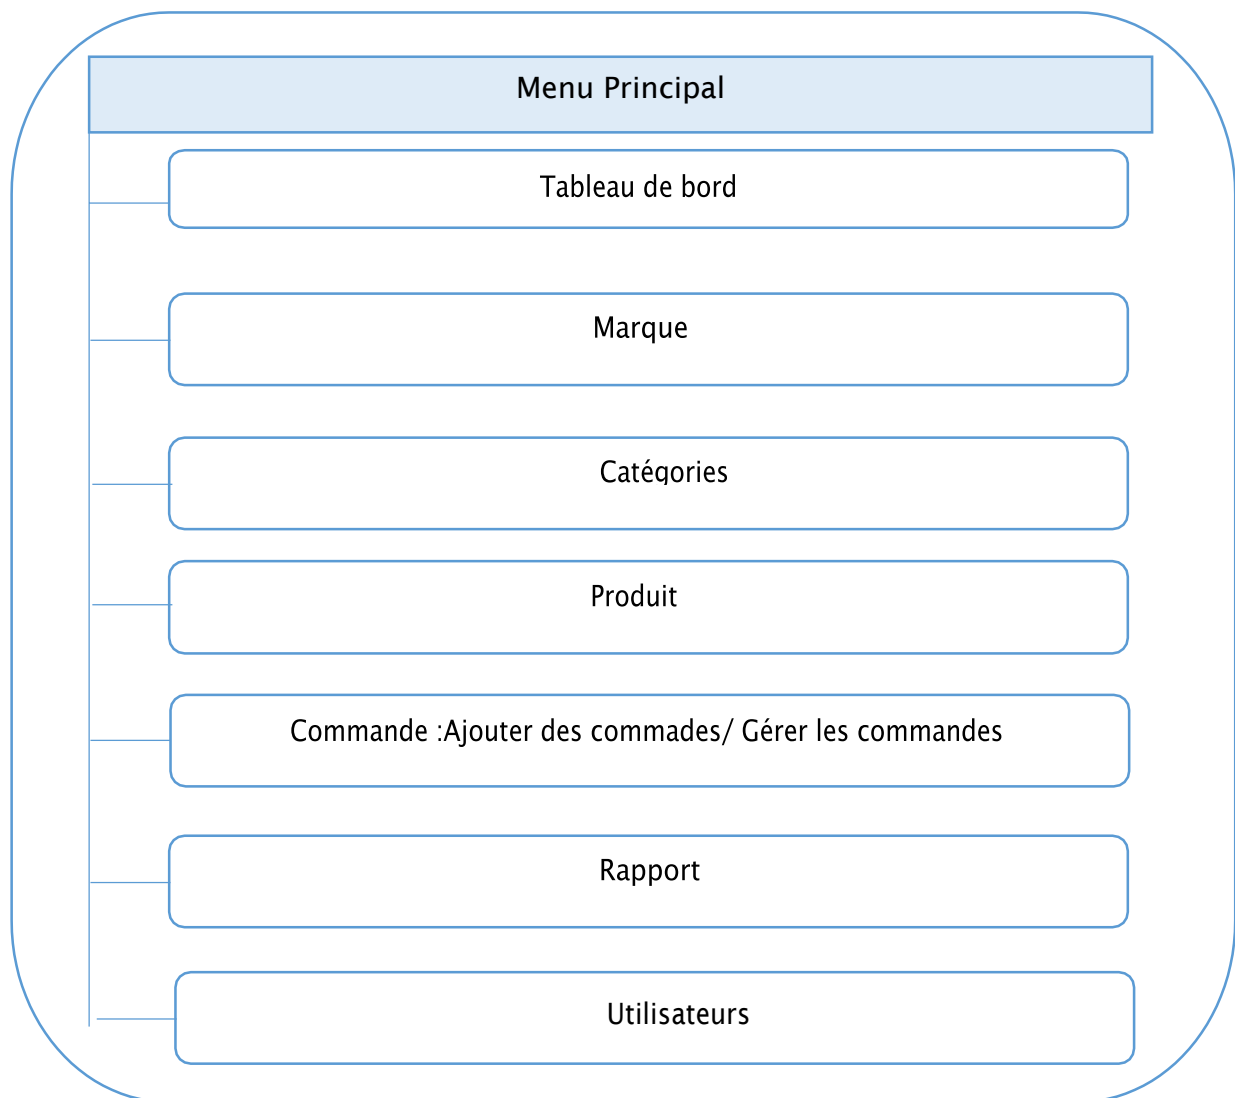 Menu Principal
Tableau de bord
Marque
Catégories
Produit
Commande :Ajouter des commades/ Gérer les commandes
Rapport
Utilisateurs